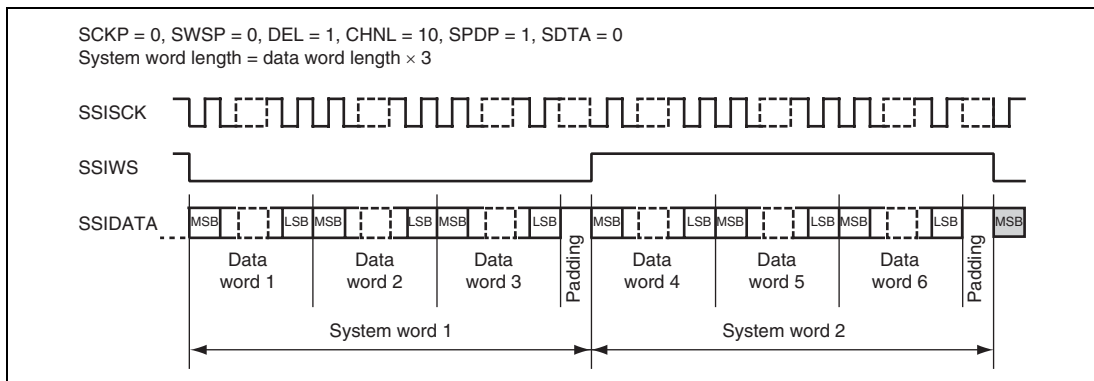 SCKP = 0, SWSP = 0, DEL = 1, CHNL = 10, SPDP = 1, SDTA = 0
System word length = data word length × 3
SSISCK
SSIWS
SSIDATA
MSB LSB MSB LSB MSB LSB MSB LSB MSB LSB MSB LSB MSB
Data word 1
Data word 2
Data word 3
Padding
Data word 4
Data word 5
Data word 6
Padding
System word 1
System word 2